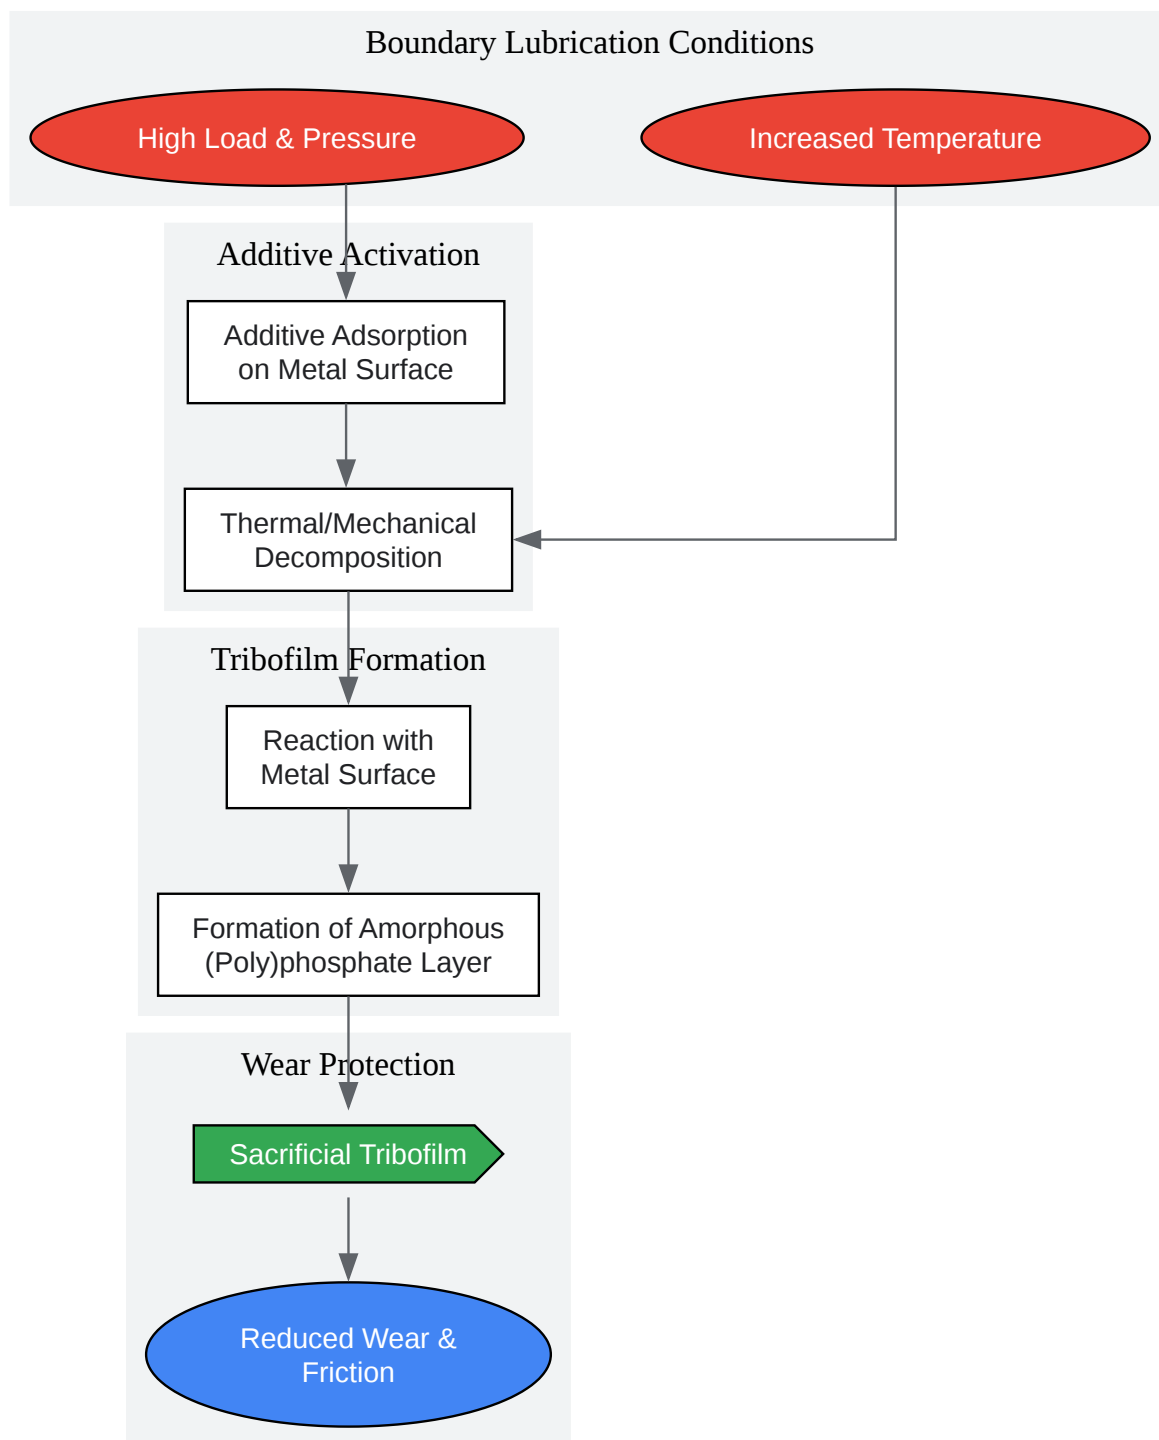 Boundary Lubrication Conditions
High Load & Pressure
Increased Temperature
Additive Activation
Additive Adsorption
on Metal Surface
Thermal/Mechanical
Decomposition
Tribofilm Formation
Reaction with
Metal Surface
Formation of Amorphous
(Poly)phosphate Layer
Wear Protection
Sacrificial Tribofilm
Reduced Wear &
Friction